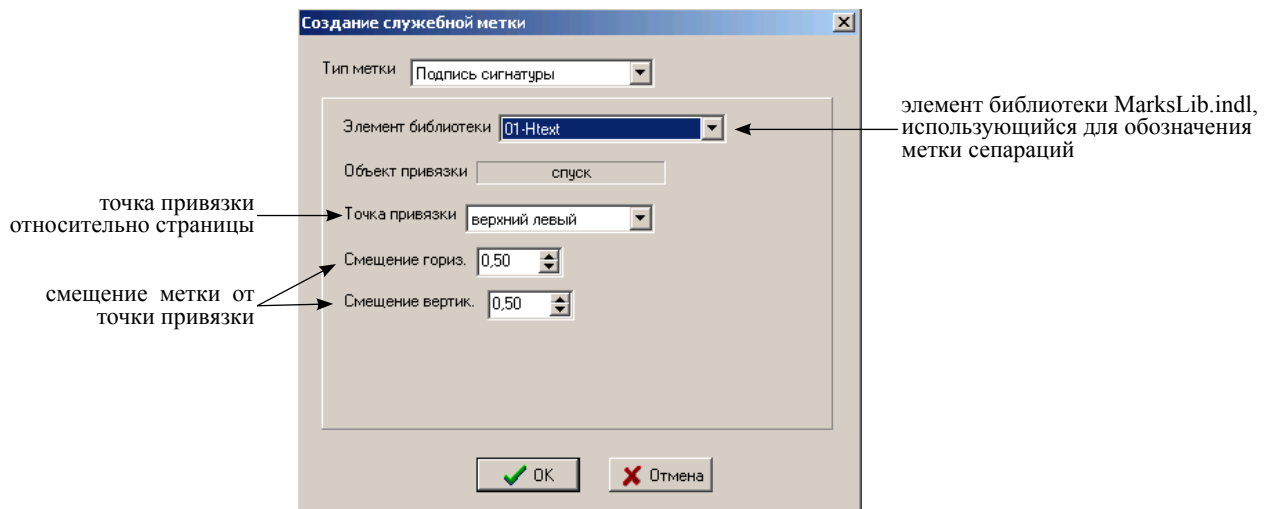 Создание служебной метки
Тип метки Подпись сигнатуры
Элемент библиотеки 01-Htext
Объект привязки спуск
Точка привязки верхний левый
Смещение гориз. 0,50
Смещение вертик. 0,50
OK Отмена
элемент библиотеки MarksLib.indl,
использующийся для обозначения
метки сепараций
точка привязки
относительно страницы
смещение метки от
точки привязки